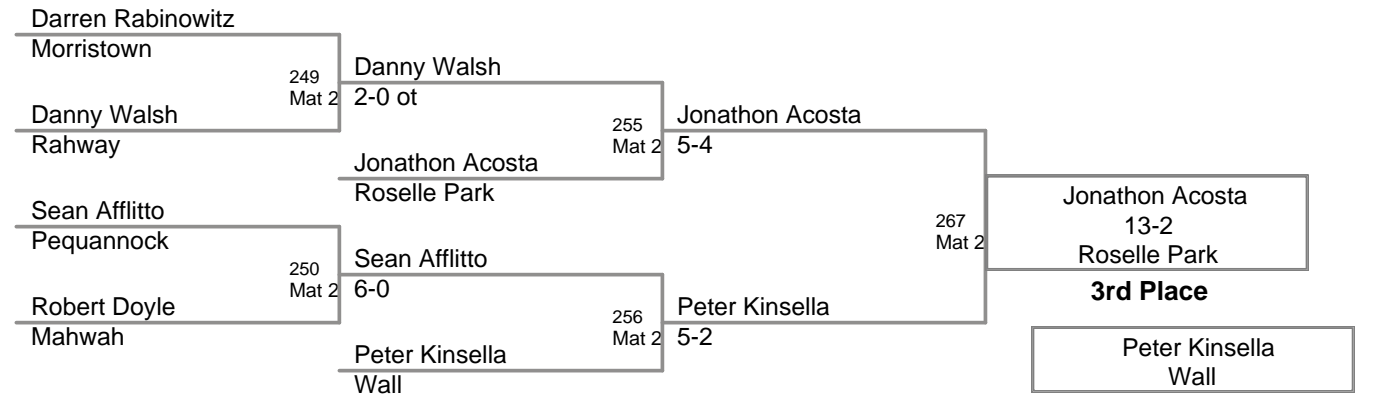 Darren Rabinowitz
Morristown
249
Mat 2
Danny Walsh
2-0 ot
Danny Walsh
Rahway
255
Mat 2
Jonathon Acosta
5-4
Jonathon Acosta
Roselle Park
Sean Afflitto
Pequannock
267
Mat 2
Jonathon Acosta
13-2
Roselle Park
3rd Place
250
Mat 2
Sean Afflitto
6-0
Robert Doyle
Mahwah
256
Mat 2
Peter Kinsella
5-2
Peter Kinsella
Wall
Peter Kinsella
Wall